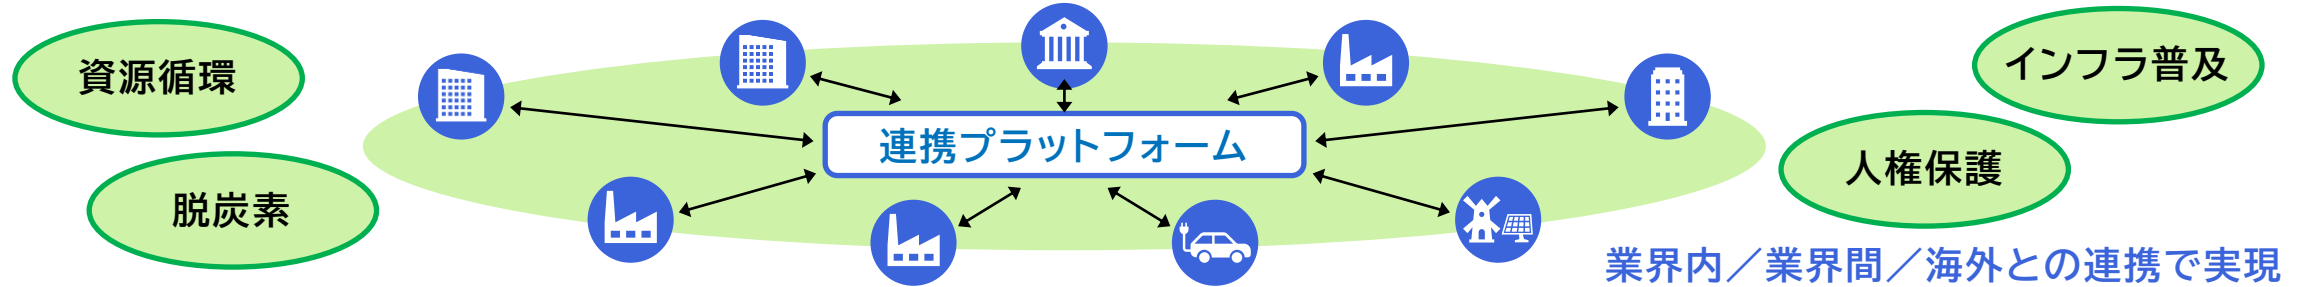 資源循環
脱炭素
連携プラットフォーム
インフラ普及
人権保護
業界内／業界間／海外との連携で実現